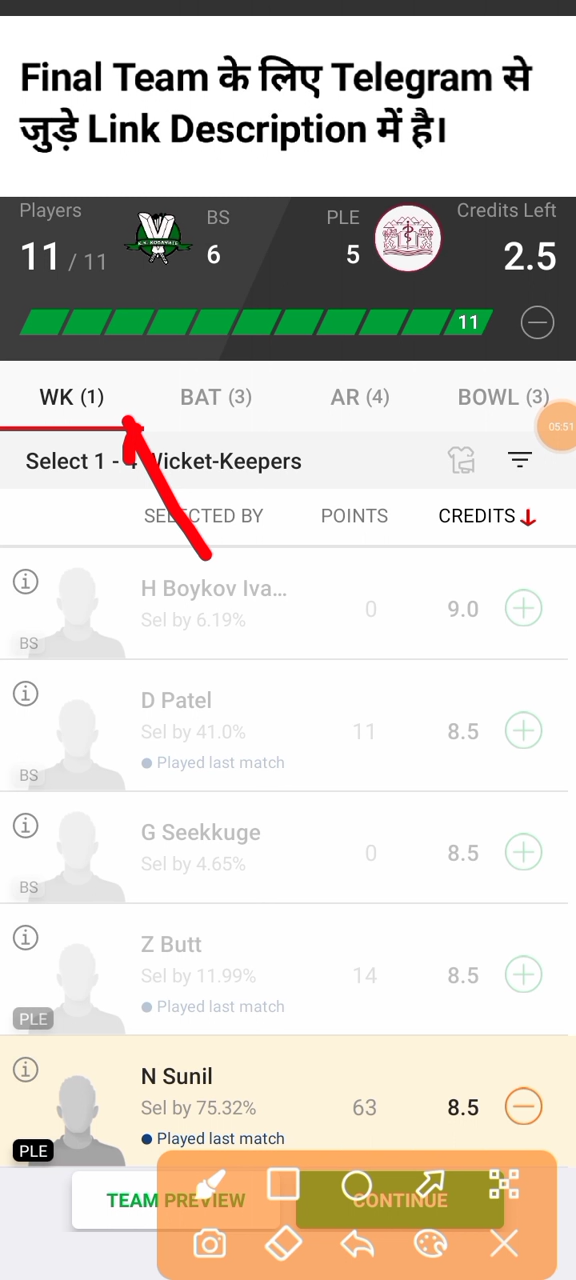 Final Team के लिए Telegram से
जुड़े Link Description में है।
Players BS PLE Credits Left
11 / 11 6 5 2.5
11
WK (1) BAT (3) AR (4) BOWL (3)
05:51
Select 1 - 4 Wicket-Keepers
SELECTED BY POINTS CREDITS
H Boykov Iva...
Sel by 6.19% 0 9.0
BS
D Patel
Sel by 41.0% 11 8.5
Played last match
BS
G Seekkuge
Sel by 4.65% 0 8.5
BS
Z Butt
Sel by 11.99% 14 8.5
Played last match
PLE
N Sunil
Sel by 75.32% 63 8.5
Played last match
PLE
TEAM PREVIEW CONTINUE